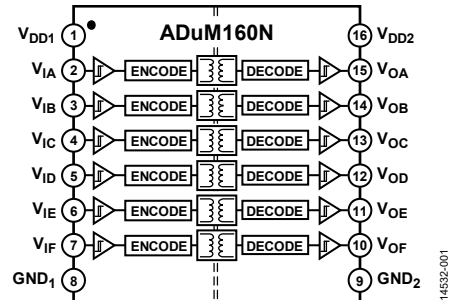 ADuM160N
VDD1 1 16 VDD2
VIA 2 ENCODE DECODE 15 VOA
VIB 3 ENCODE DECODE 14 VOB
VIC 4 ENCODE DECODE 13 VOC
VID 5 ENCODE DECODE 12 VOD
VIE 6 ENCODE DECODE 11 VOE
VIF 7 ENCODE DECODE 10 VOF
GND1 8 9 GND2
14532-001